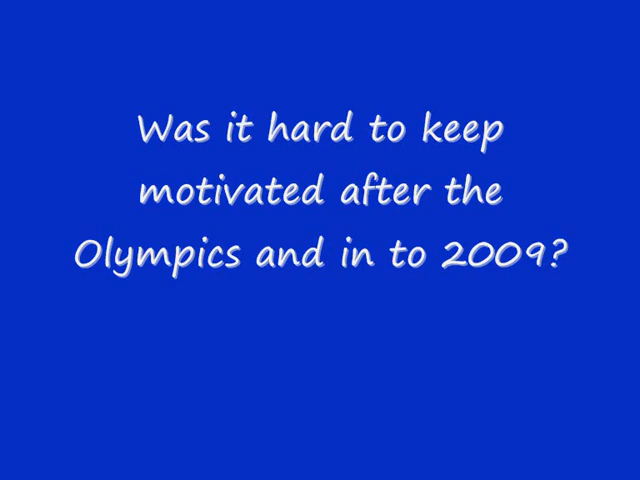 Was it hard to keep
motivated after the
Olympics and in to 2009?